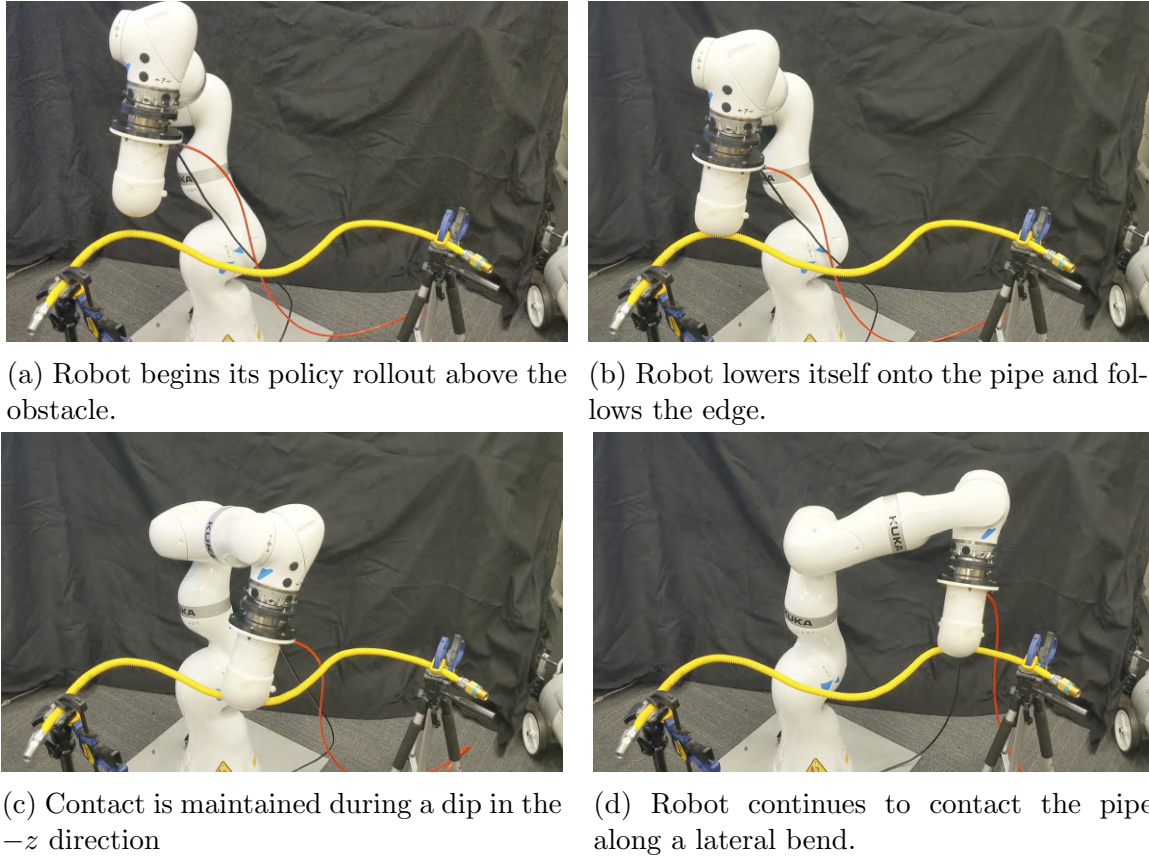 (a) Robot begins its policy rollout above the
obstacle.
(b) Robot lowers itself onto the pipe and fol-
lows the edge.
KUKA
KUKA
KUKA
(c) Contact is maintained during a dip in the
−z direction
(d) Robot continues to contact the pipe
along a lateral bend.